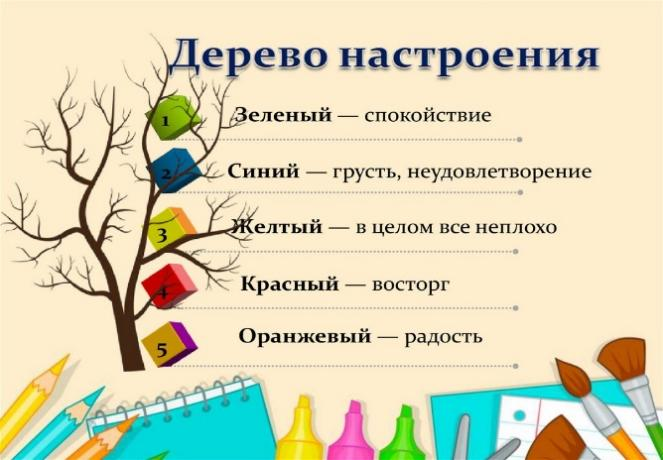 Дерево настроения
1 Зеленый — спокойствие
2 Синий — грусть, неудовлетворение
3 Желтый — в целом все неплохо
4 Красный — восторг
5 Оранжевый — радость